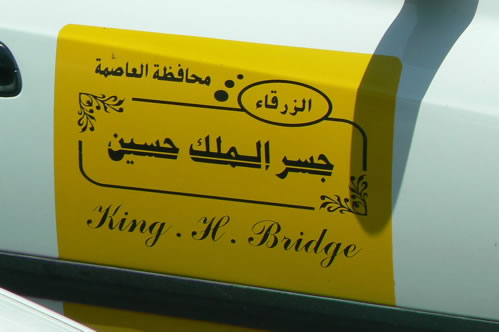 محافظة العاصمة
الزرقاء
جسر الملك حسين
King . H . Bridge